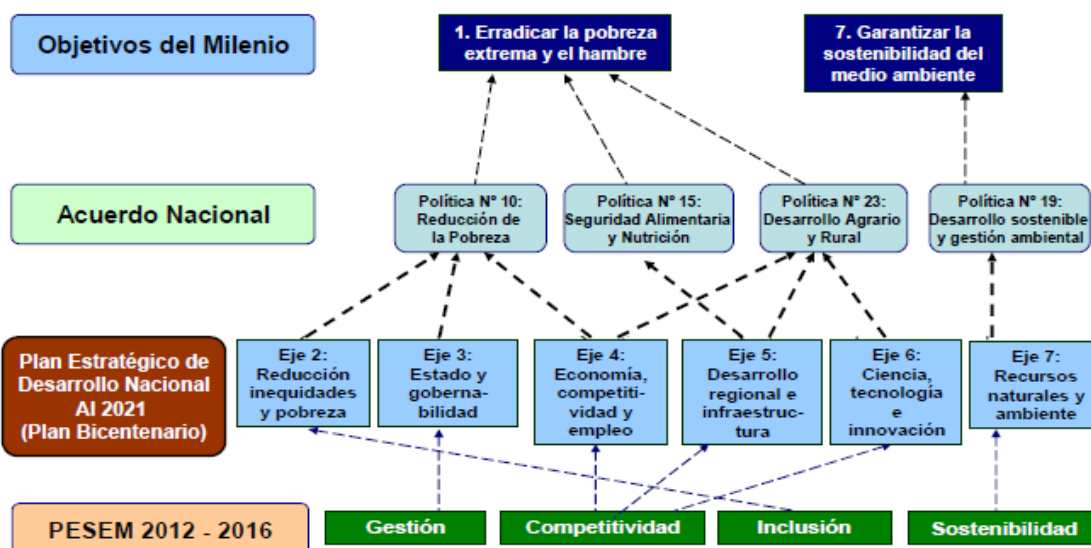 Objetivos del Milenio
1. Erradicar la pobreza
extrema y el hambre
7. Garantizar la
sostenibilidad del
medio ambiente
Acuerdo Nacional
Política Nº 10:
Reducción de
la Pobreza
Política Nº 15:
Seguridad Alimentaria
y Nutrición
Política Nº 23:
Desarrollo Agrario
y Rural
Política Nº 19:
Desarrollo sostenible
y gestión ambiental
Plan Estratégico de
Desarrollo Nacional
Al 2021
(Plan Bicentenario)
Eje 2:
Reducción
inequidades
y pobreza
Eje 3:
Estado y
goberna-
bilidad
Eje 4:
Economía,
competiti-
vidad y
empleo
Eje 5:
Desarrollo
regional e
infraestruc-
tura
Eje 6:
Ciencia,
tecnología
e
innovación
Eje 7:
Recursos
naturales y
ambiente
PESEM 2012 - 2016
Gestión
Competitividad
Inclusión
Sostenibilidad